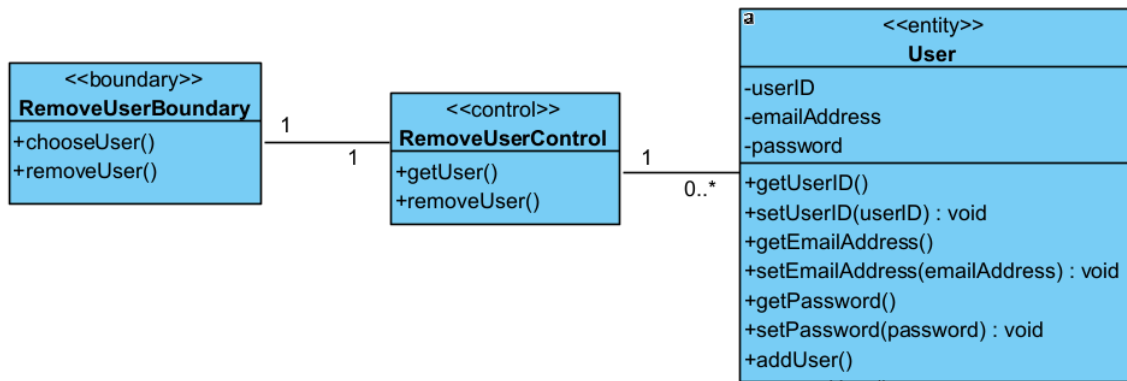 <<boundary>>
RemoveUserBoundary
+chooseUser()
+removeUser()
1
1
<<control>>
RemoveUserControl
+getUser()
+removeUser()
1
0..*
a
<<entity>>
User
-userID
-emailAddress
-password
+getUserID()
+setUserID(userID) : void
+getEmailAddress()
+setEmailAddress(emailAddress) : void
+getPassword()
+setPassword(password) : void
+addUser()